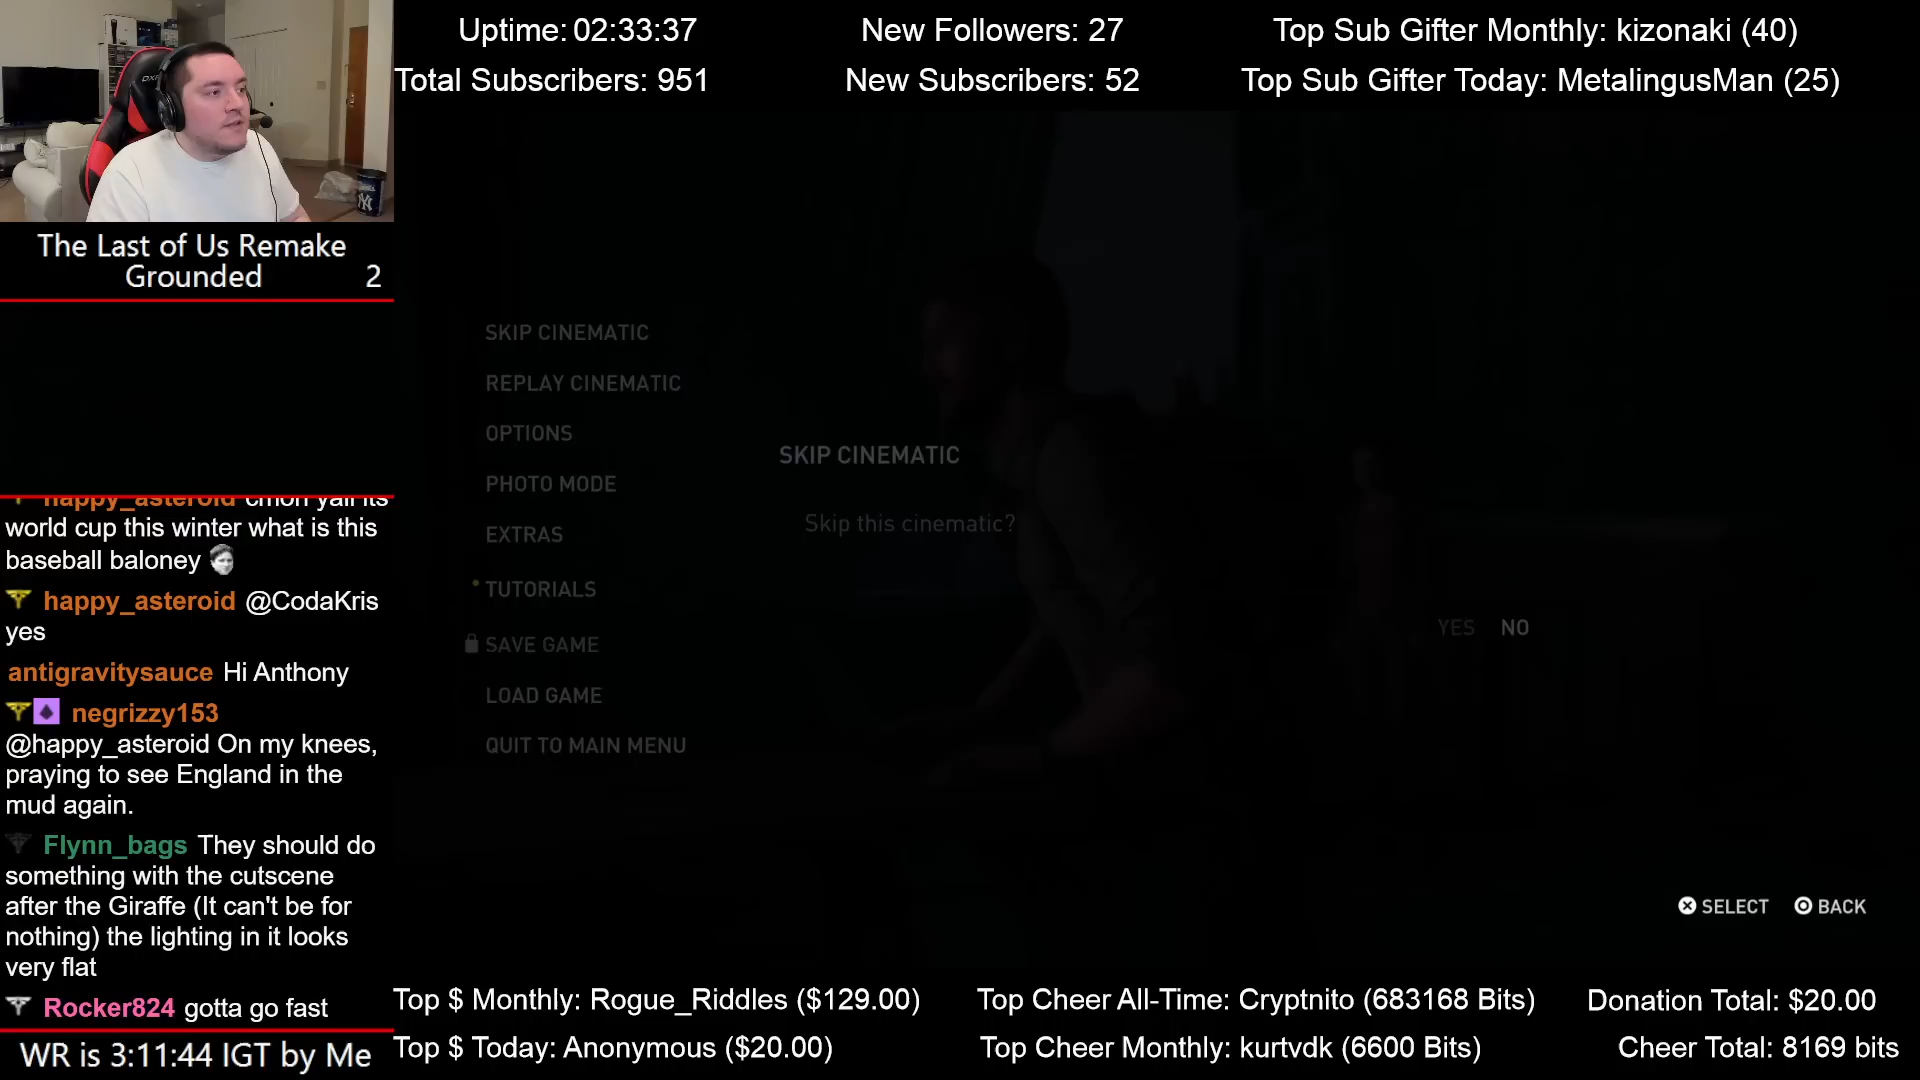 Uptime: 02:33:37
New Followers: 27
Top Sub Gifter Monthly: kizonaki (40)
Total Subscribers: 951
New Subscribers: 52
Top Sub Gifter Today: MetalingusMan (25)
The Last of Us Remake
Grounded 2
happy_asteroid cmon yall its
world cup this winter what is this
baseball baloney
happy_asteroid @CodaKris
yes
antigravitysauce Hi Anthony
negrizzy153
@happy_asteroid On my knees,
praying to see England in the
mud again.
Flynn_bags They should do
something with the cutscene
after the Giraffe (It can't be for
nothing) the lighting in it looks
very flat
Rocker824 gotta go fast
WR is 3:11:44 IGT by Me
SKIP CINEMATIC
REPLAY CINEMATIC
OPTIONS
PHOTO MODE
EXTRAS
TUTORIALS
SAVE GAME
LOAD GAME
QUIT TO MAIN MENU
SKIP CINEMATIC
Skip this cinematic?
YES NO
SELECT BACK
Top $ Monthly: Rogue_Riddles ($129.00)
Top Cheer All-Time: Cryptnito (683168 Bits)
Donation Total: $20.00
Top $ Today: Anonymous ($20.00)
Top Cheer Monthly: kurtvdk (6600 Bits)
Cheer Total: 8169 bits